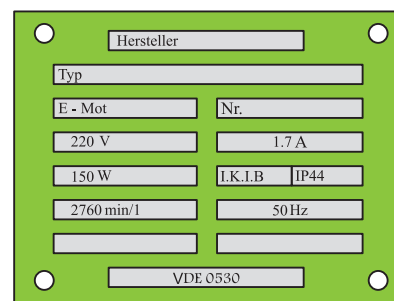 Hersteller
Typ
E - Mot Nr.
220 V 1.7 A
150 W I.K.I.B IP44
2760 min/1 50 Hz
VDE 0530